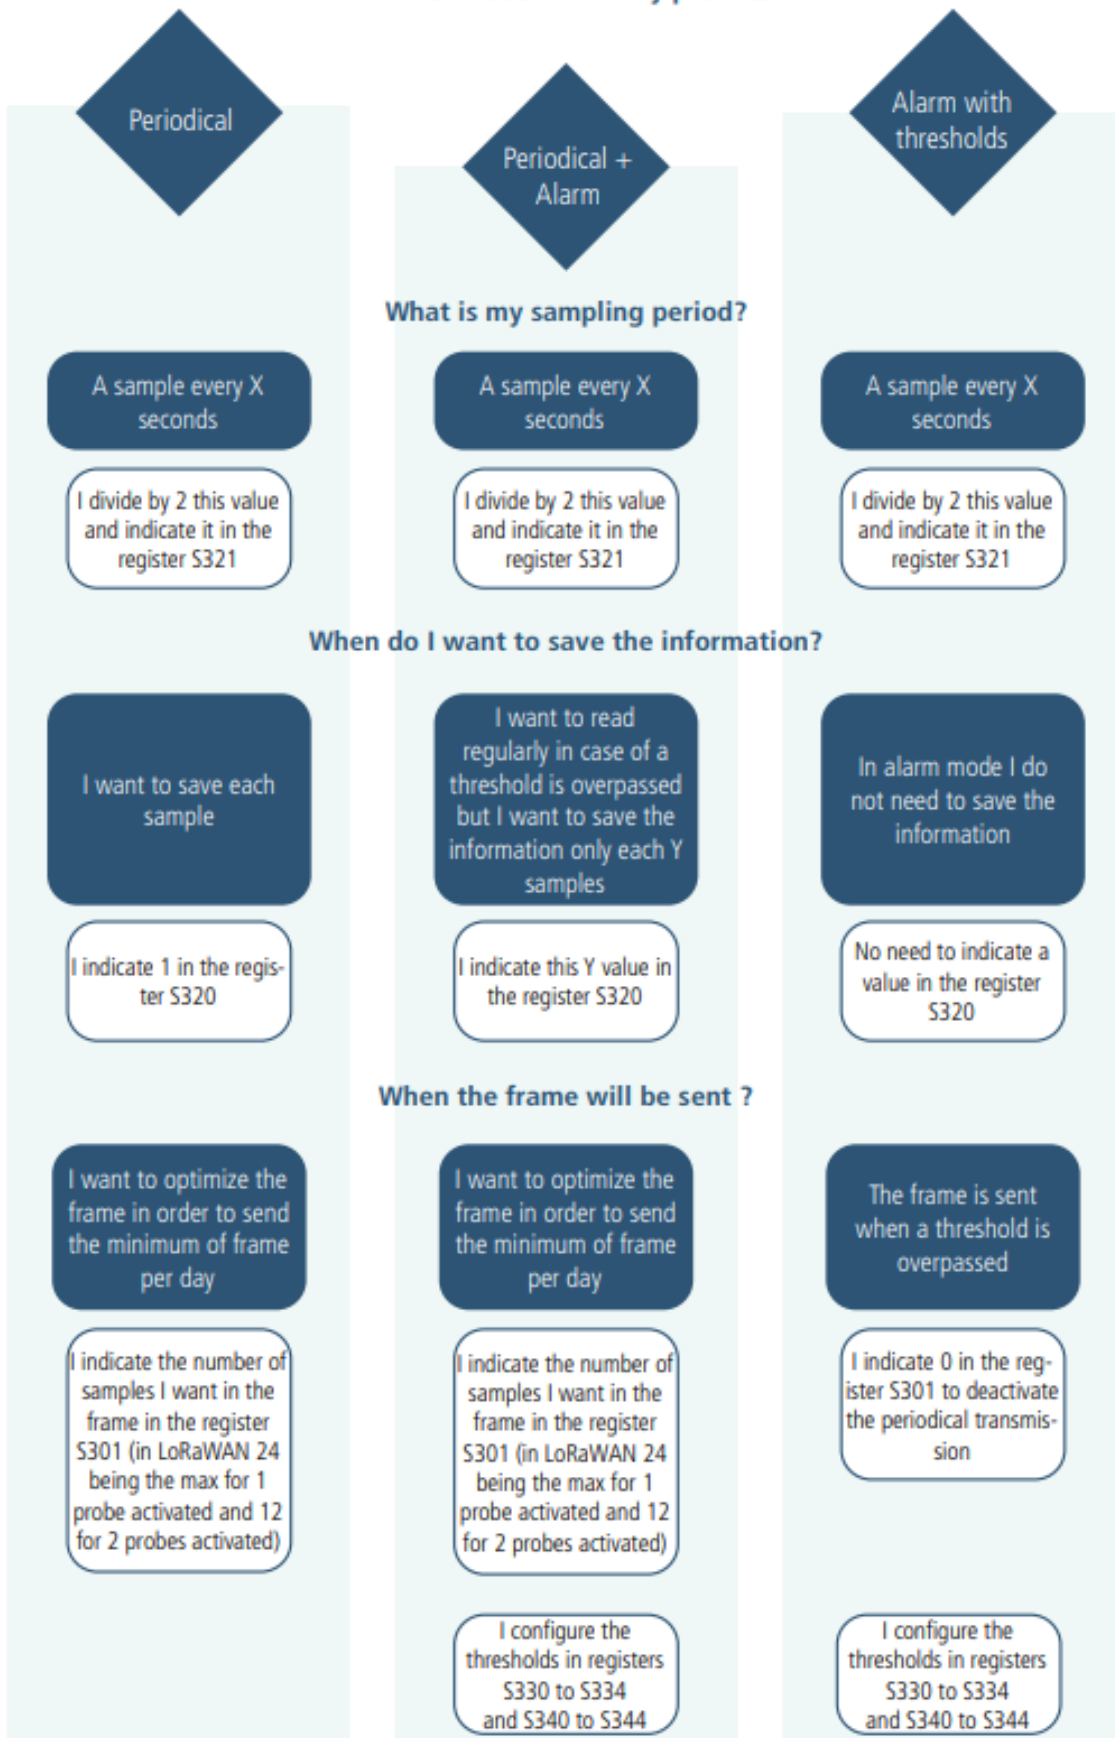 Periodical
Periodical +
Alarm
Alarm with
thresholds
What is my sampling period?
A sample every X
seconds
A sample every X
seconds
A sample every X
seconds
I divide by 2 this value
and indicate it in the
register S321
I divide by 2 this value
and indicate it in the
register S321
I divide by 2 this value
and indicate it in the
register S321
When do I want to save the information?
I want to save each
sample
I want to read
regularly in case of a
threshold is overpassed
but I want to save the
information only each Y
samples
In alarm mode I do
not need to save the
information
I indicate 1 in the regis-
ter S320
I indicate this Y value in
the register S320
No need to indicate a
value in the register
S320
When the frame will be sent ?
I want to optimize the
frame in order to send
the minimum of frame
per day
I want to optimize the
frame in order to send
the minimum of frame
per day
The frame is sent
when a threshold is
overpassed
I indicate the number of
samples I want in the
frame in the register
S301 (in LoRaWAN 24
being the max for 1
probe activated and 12
for 2 probes activated)
I indicate the number of
samples I want in the
frame in the register
S301 (in LoRaWAN 24
being the max for 1
probe activated and 12
for 2 probes activated)
I indicate 0 in the reg-
ister S301 to deactivate
the periodical transmis-
sion
I configure the
thresholds in registers
S330 to S334
and S340 to S344
I configure the
thresholds in registers
S330 to S334
and S340 to S344